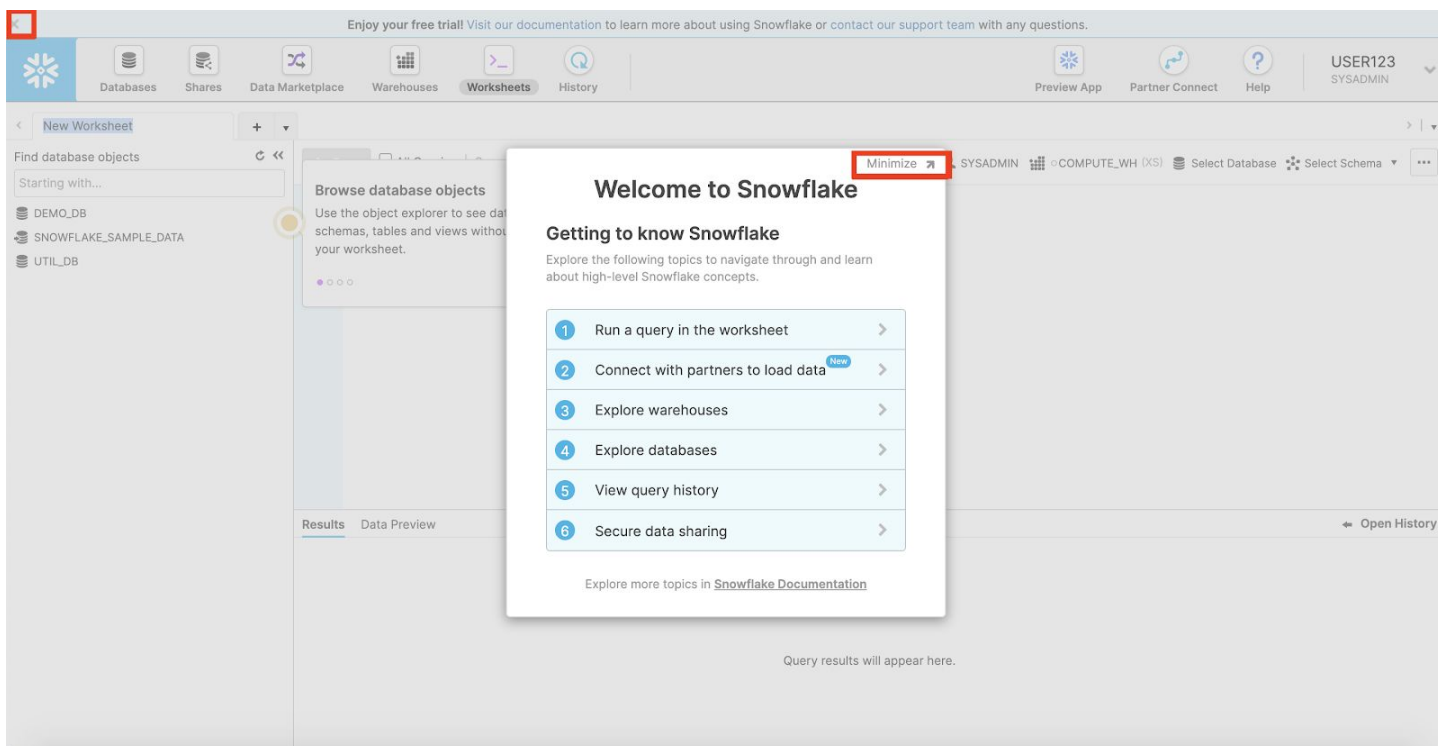 Enjoy your free trial! Visit our documentation to learn more about using Snowflake or contact our support team with any questions.
Databases Shares Data Marketplace Warehouses Worksheets History Preview App Partner Connect Help
USER123
SYSADMIN
New Worksheet
Find database objects
Starting with...
DEMO_DB
SNOWFLAKE_SAMPLE_DATA
UTIL_DB
Browse database objects
Use the object explorer to see
schemas, tables and views
your worksheet.
Minimize
SYSADMIN COMPUTE_WH (XS) Select Database Select Schema
Welcome to Snowflake
Getting to know Snowflake
Explore the following topics to navigate through and learn
about high-level Snowflake concepts.
1 Run a query in the worksheet
2 Connect with partners to load data New
3 Explore warehouses
4 Explore databases
5 View query history
6 Secure data sharing
Explore more topics in Snowflake Documentation
Results Data Preview
Open History
Query results will appear here.